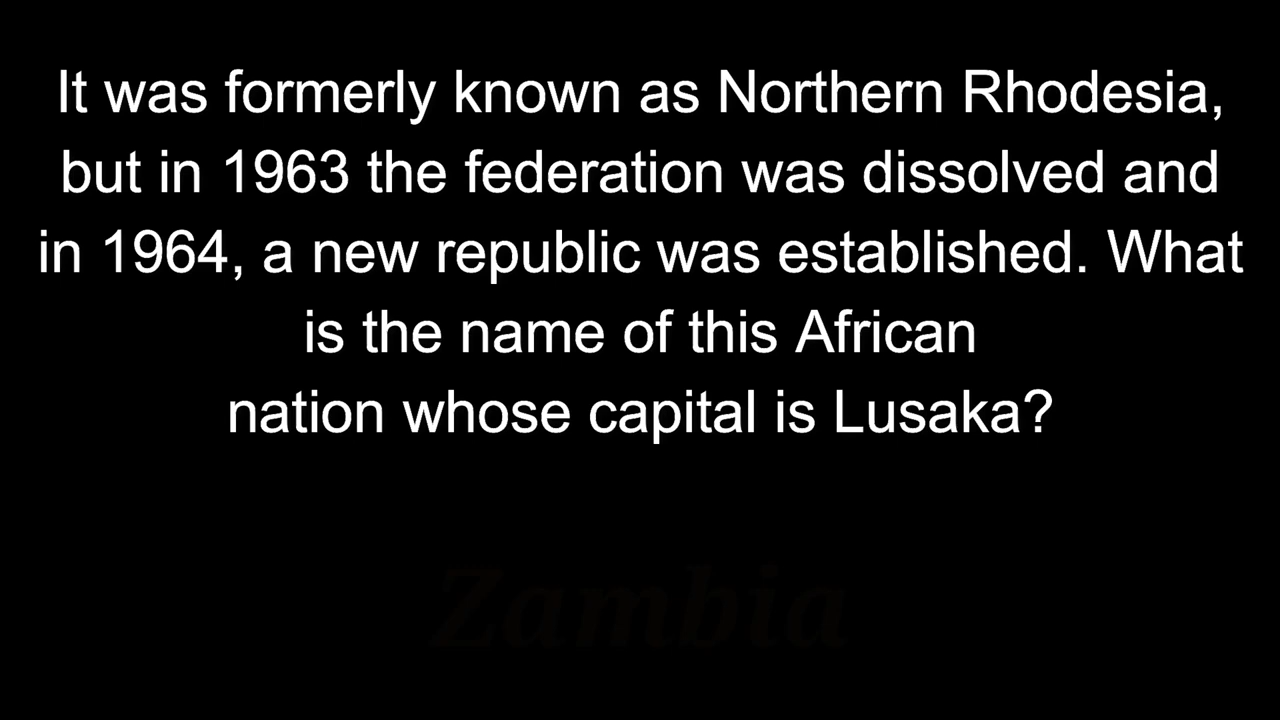 It was formerly known as Northern Rhodesia,
but in 1963 the federation was dissolved and
in 1964, a new republic was established. What
is the name of this African
nation whose capital is Lusaka?
Zambia